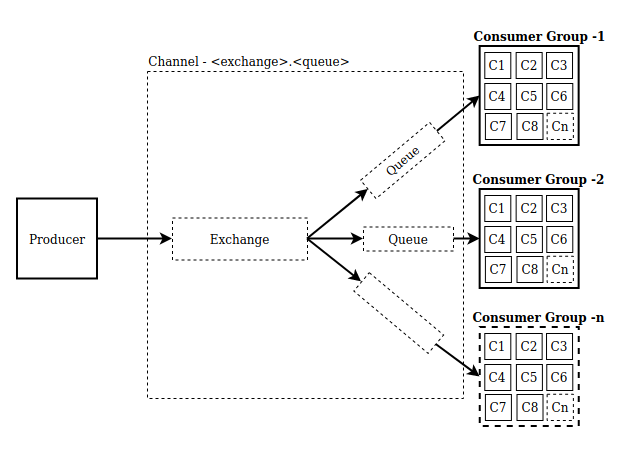 Consumer Group -1
Channel - <exchange>.<queue>
C1 C2 C3
C4 C5 C6
C7 C8 Cn
Queue
Consumer Group -2
C1 C2 C3
Producer
Exchange
Queue
C4 C5 C6
C7 C8 Cn
Consumer Group -n
C1 C2 C3
C4 C5 C6
C7 C8 Cn